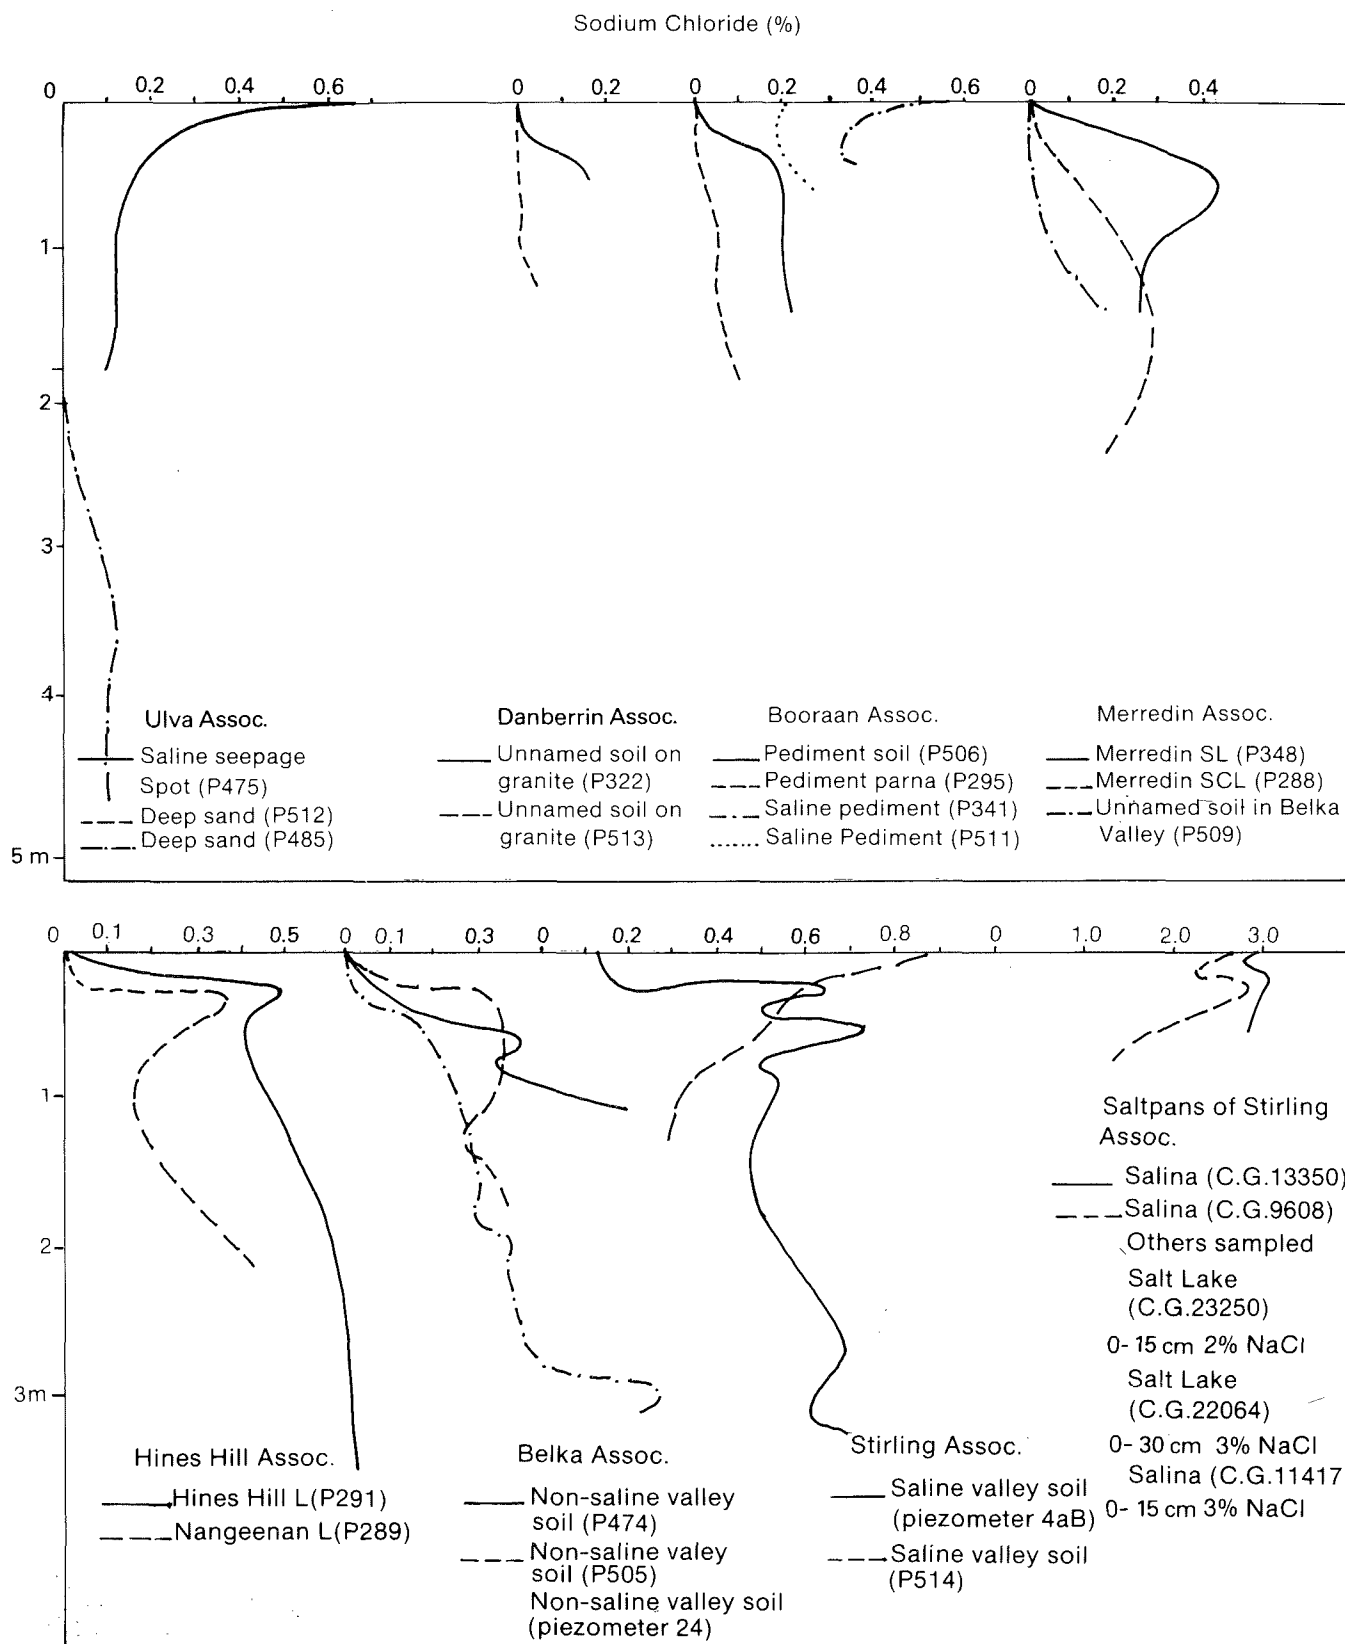 Sodium Chloride (%)
0 0.2 0.4 0.6 0 0.2 0 0.2 0.4 0.6 0 0.2 0.4
1
2
3
4
5 m
Ulva Assoc.
Saline seepage
Spot (P475)
Deep sand (P512)
Deep sand (P485)
Danberrin Assoc.
Unnamed soil on
granite (P322)
Unnamed soil on
granite (P513)
Booraan Assoc.
Pediment soil (P506)
Pediment parna (P295)
Saline pediment (P341)
Saline Pediment (P511)
Merredin Assoc.
Merredin SL (P348)
Merredin SCL (P288)
Unnamed soil in Belka
Valley (P509)
0 0.1 0.3 0.5 0 0.1 0.3 0 0.2 0.4 0.6 0.8 0 1.0 2.0 3.0
1
2
3m
Hines Hill Assoc.
Hines Hill L(P291)
Nangeenan L(P289)
Belka Assoc.
Non-saline valley
soil (P474)
Non-saline valey
soil (P505)
Non-saline valley soil
(piezometer 24)
Stirling Assoc.
Saline valley soil
(piezometer 4aB)
Saline valley soil
(P514)
Saltpans of Stirling
Assoc.
Salina (C.G.13350)
Salina (C.G.9608)
Others sampled
Salt Lake
(C.G.23250)
0-15 cm 2% NaCl
Salt Lake
(C.G.22064)
0-30 cm 3% NaCl
Salina (C.G.11417
0-15 cm 3% NaCl